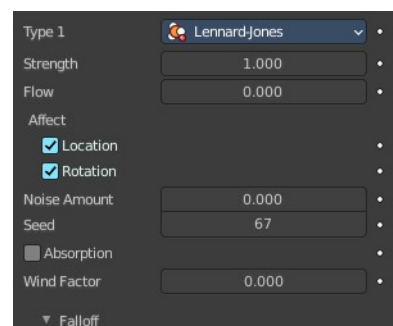 Type 1 Lennard-Jones
Strength 1.000
Flow 0.000
Affect
Location
Rotation
Noise Amount 0.000
Seed 67
Absorption
Wind Factor 0.000
Falloff